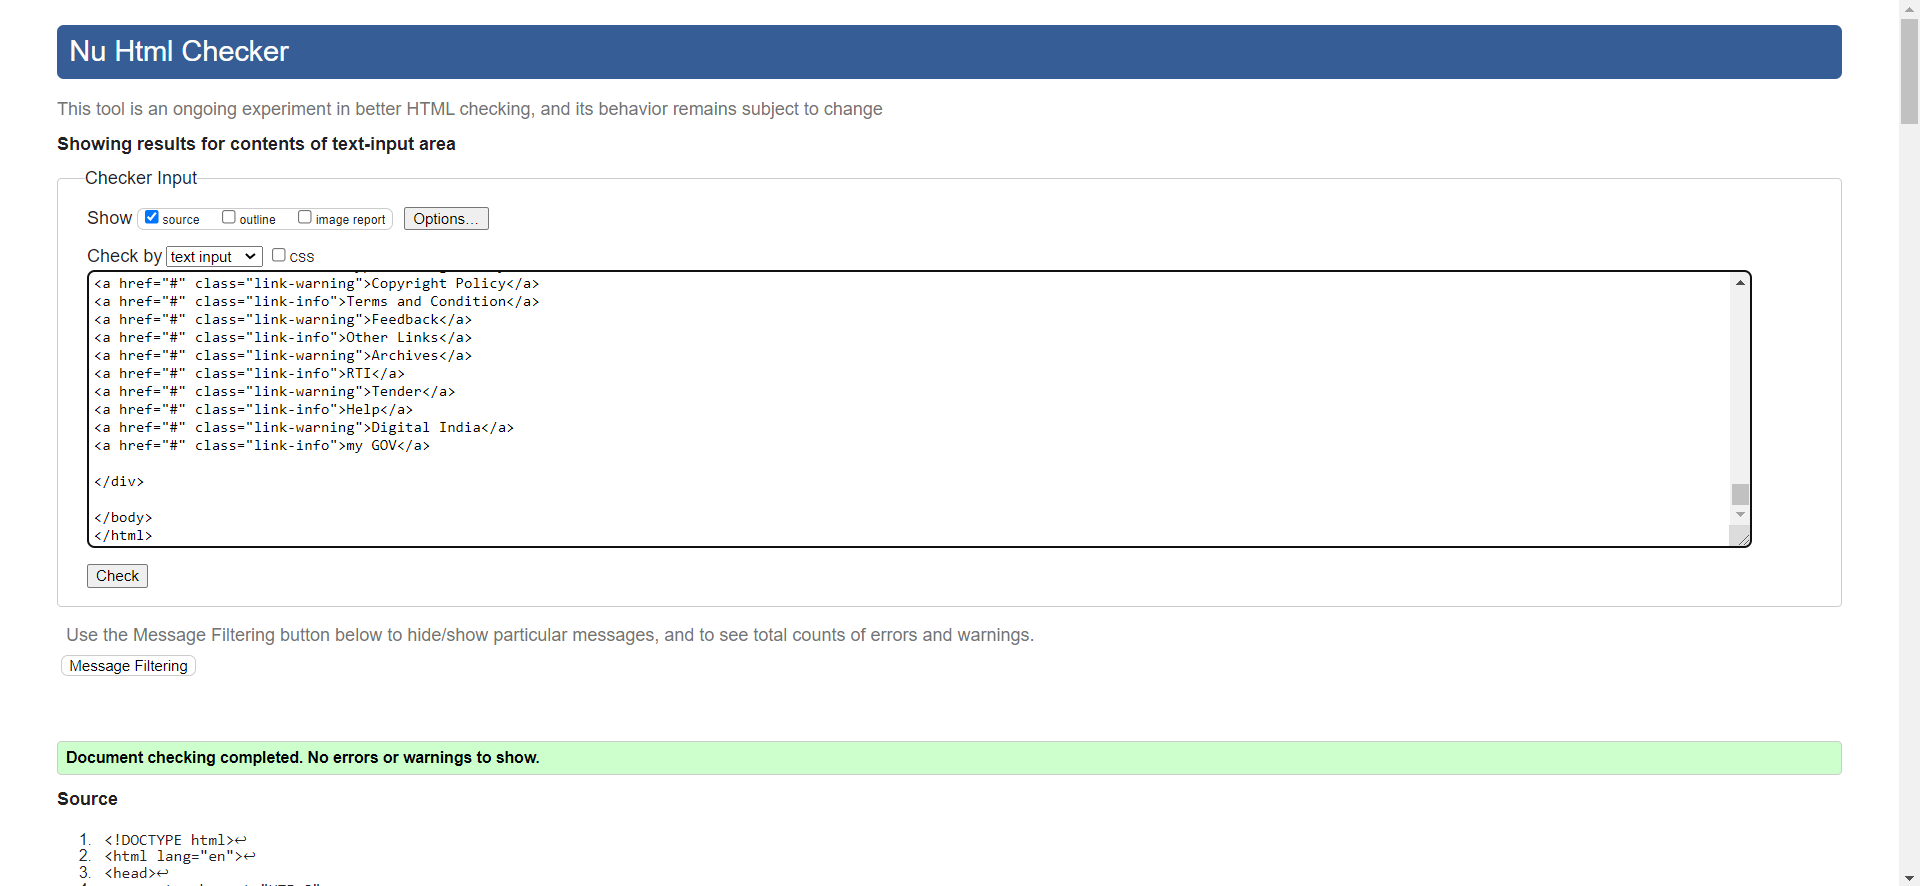 Nu Html Checker
This tool is an ongoing experiment in better HTML checking, and its behavior remains subject to change
Showing results for contents of text-input area
Checker Input
Show source outline image report Options...
Check by text input css
<a href="#" class="link-warning">Copyright Policy</a>
<a href="#" class="link-info">Terms and Condition</a>
<a href="#" class="link-warning">Feedback</a>
<a href="#" class="link-info">Other Links</a>
<a href="#" class="link-warning">Archives</a>
<a href="#" class="link-info">RTI</a>
<a href="#" class="link-warning">Tender</a>
<a href="#" class="link-info">Help</a>
<a href="#" class="link-warning">Digital India</a>
<a href="#" class="link-info">my GOV</a>
</div>
</body>
</html>
Check
Use the Message Filtering button below to hide/show particular messages, and to see total counts of errors and warnings.
Message Filtering
Document checking completed. No errors or warnings to show.
Source
1. <!DOCTYPE html>↩
2. <html lang="en">↩
3. <head>↩